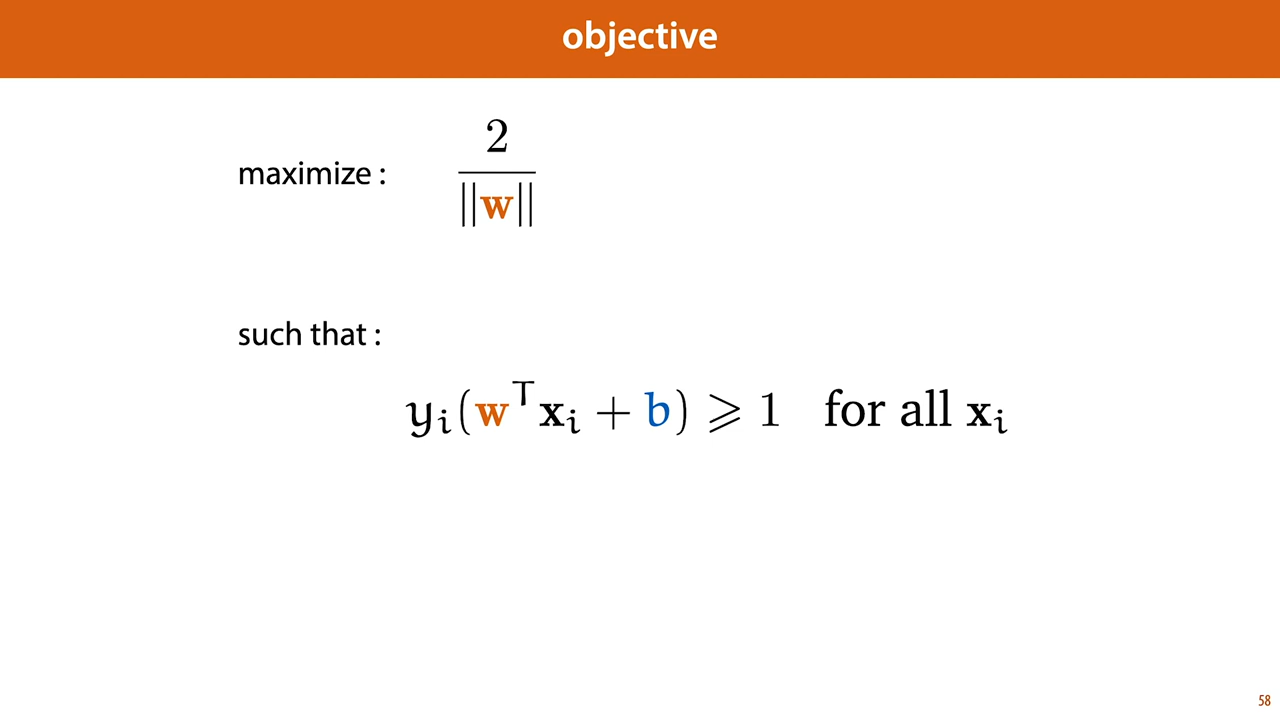 objective
maximize : 2 / ||w||
such that :
yᵢ(wᵀxᵢ + b) ⩾ 1 for all xᵢ
58